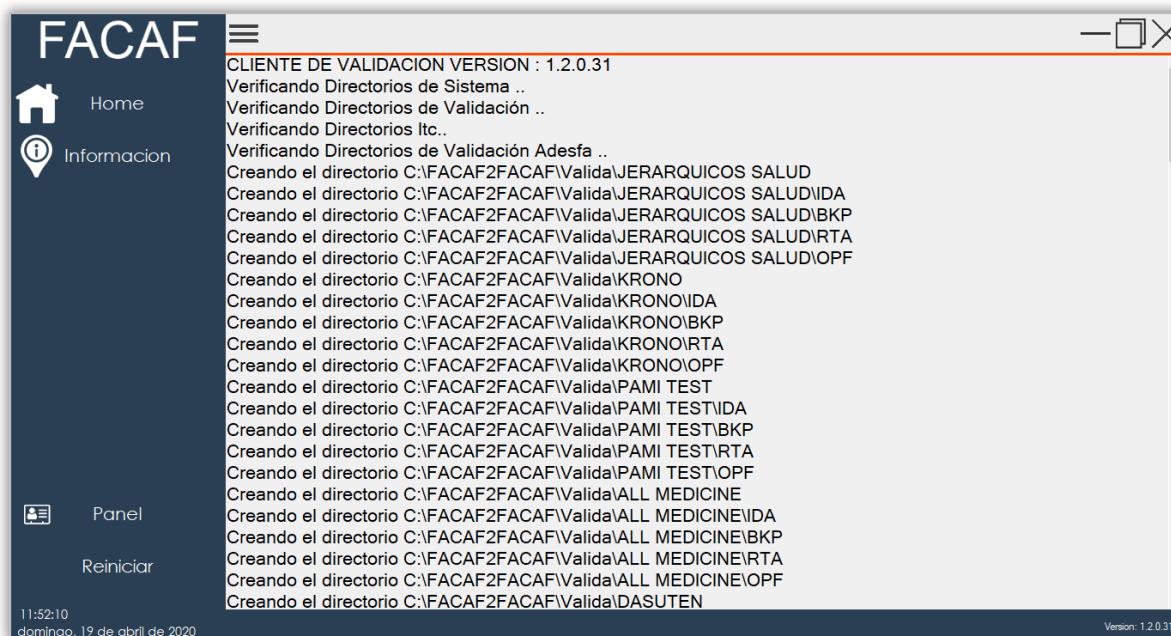 FACAF
Home
Informacion
Panel
Reiniciar
11:52:10
domingo, 19 de abril de 2020
CLIENTE DE VALIDACION VERSION : 1.2.0.31
Verificando Directorios de Sistema ..
Verificando Directorios de Validación ..
Verificando Directorios Itc..
Verificando Directorios de Validación Adesfa ..
Creando el directorio C:\FACAF2FACAF\Valida\JERARQUICOS SALUD
Creando el directorio C:\FACAF2FACAF\Valida\JERARQUICOS SALUD\IDA
Creando el directorio C:\FACAF2FACAF\Valida\JERARQUICOS SALUD\BKP
Creando el directorio C:\FACAF2FACAF\Valida\JERARQUICOS SALUD\RTA
Creando el directorio C:\FACAF2FACAF\Valida\JERARQUICOS SALUD\OPF
Creando el directorio C:\FACAF2FACAF\Valida\KRONO
Creando el directorio C:\FACAF2FACAF\Valida\KRONO\IDA
Creando el directorio C:\FACAF2FACAF\Valida\KRONO\BKP
Creando el directorio C:\FACAF2FACAF\Valida\KRONO\RTA
Creando el directorio C:\FACAF2FACAF\Valida\KRONO\OPF
Creando el directorio C:\FACAF2FACAF\Valida\PAMI TEST
Creando el directorio C:\FACAF2FACAF\Valida\PAMI TEST\IDA
Creando el directorio C:\FACAF2FACAF\Valida\PAMI TEST\BKP
Creando el directorio C:\FACAF2FACAF\Valida\PAMI TEST\RTA
Creando el directorio C:\FACAF2FACAF\Valida\PAMI TEST\OPF
Creando el directorio C:\FACAF2FACAF\Valida\ALL MEDICINE
Creando el directorio C:\FACAF2FACAF\Valida\ALL MEDICINE\IDA
Creando el directorio C:\FACAF2FACAF\Valida\ALL MEDICINE\BKP
Creando el directorio C:\FACAF2FACAF\Valida\ALL MEDICINE\RTA
Creando el directorio C:\FACAF2FACAF\Valida\ALL MEDICINE\OPF
Creando el directorio C:\FACAF2FACAF\Valida\DASUTEN
Version: 1.2.0.31